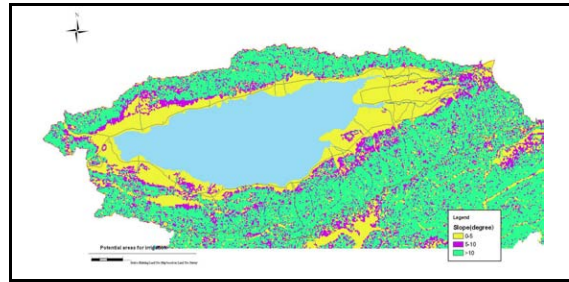 N
Potential areas for irrigation
Legend
Slope(degree)
0-5
5-10
>10